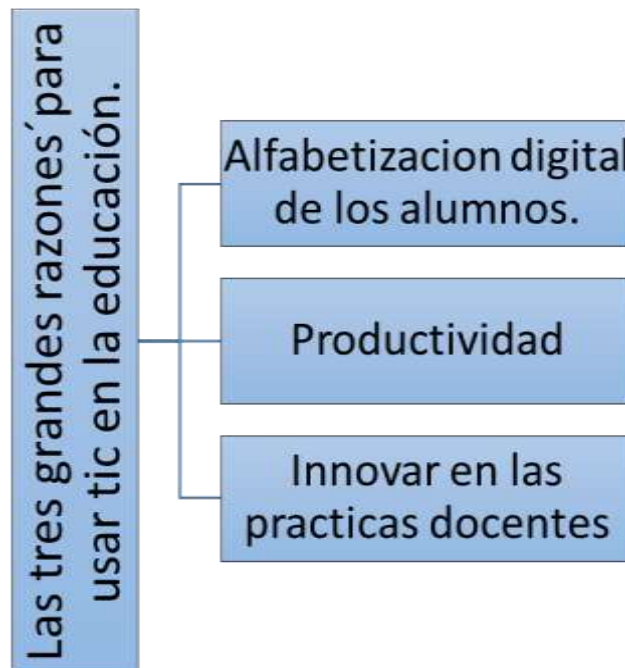 Las tres grandes razones´para
usar tic en la educación.
Alfabetizacion digital
de los alumnos.
Productividad
Innovar en las
practicas docentes